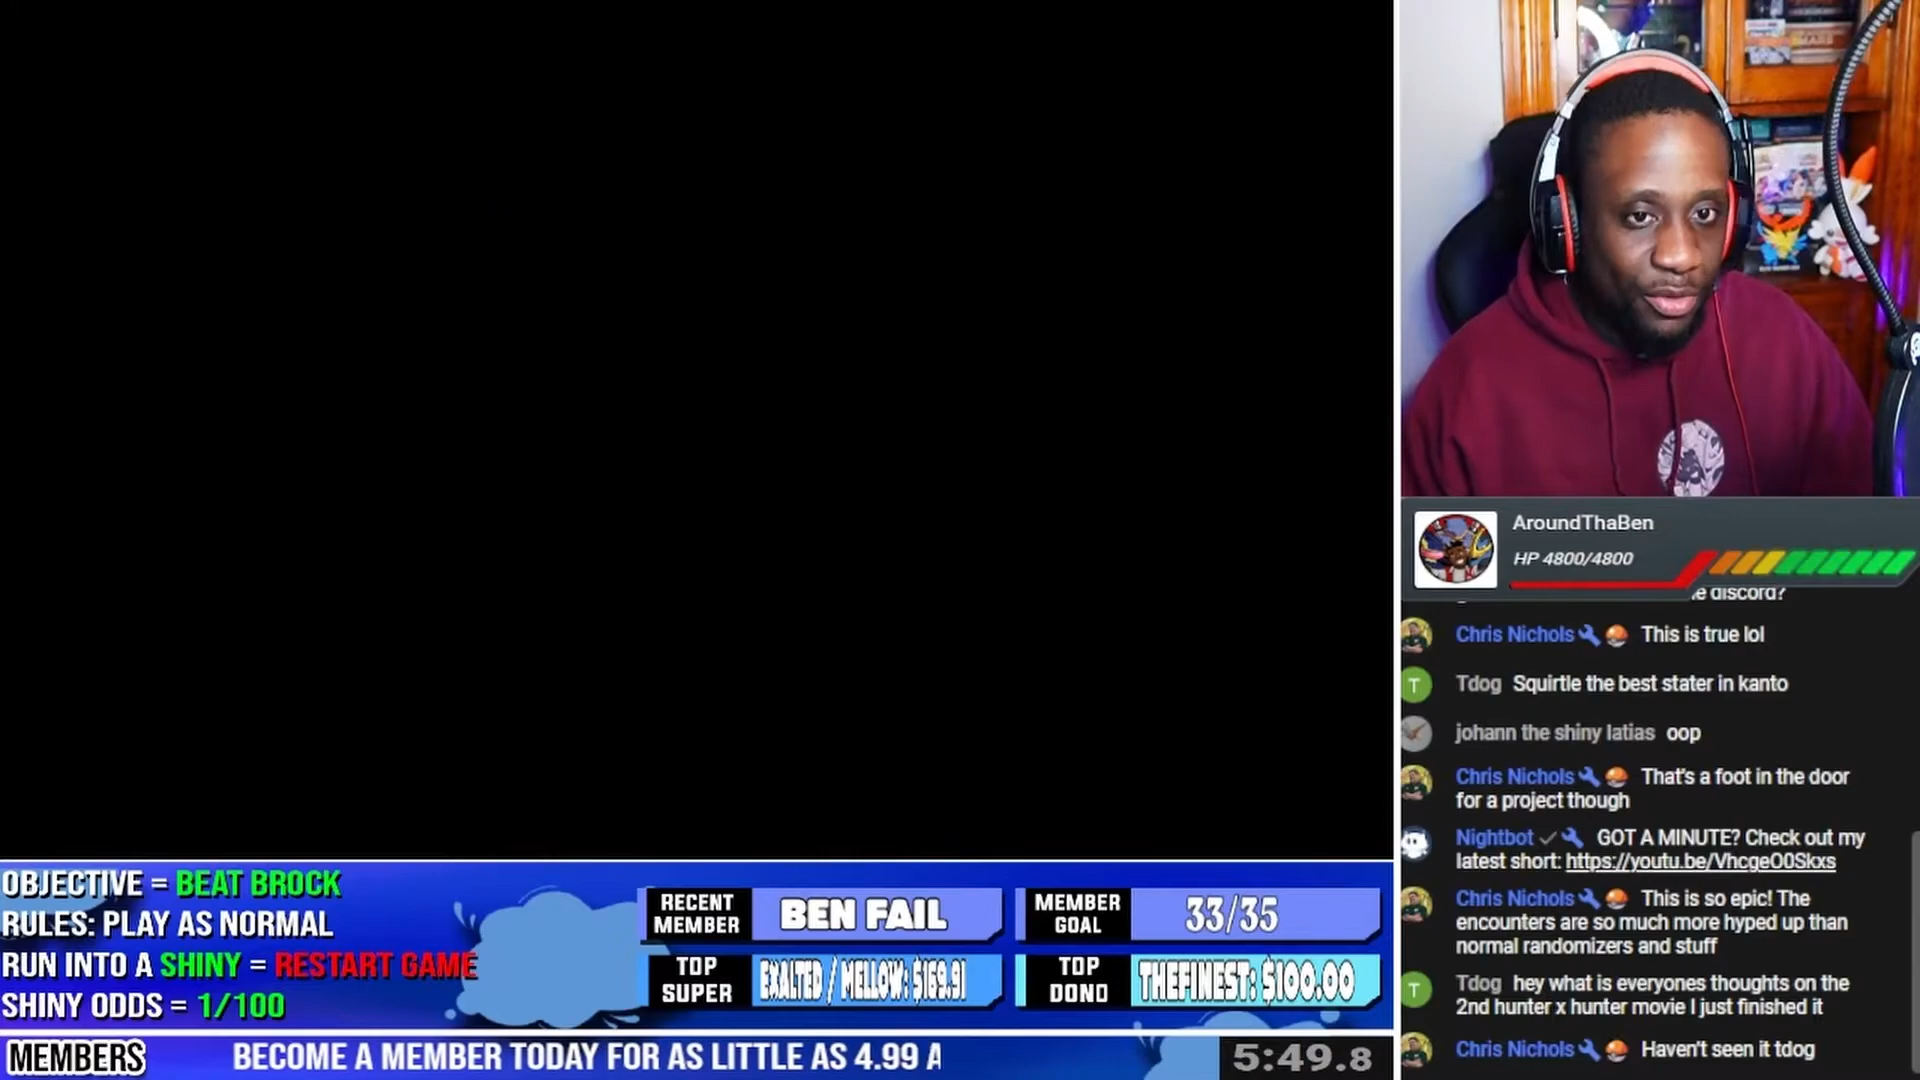 AroundThaBen
HP 4800/4800
e discord?
Chris Nichols This is true lol
T Tdog Squirtle the best stater in kanto
johann the shiny latias oop
Chris Nichols That's a foot in the door
for a project though
Nightbot GOT A MINUTE? Check out my
latest short: https://youtu.be/VhcgeO0Skxs
Chris Nichols This is so epic! The
encounters are so much more hyped up than
normal randomizers and stuff
T Tdog hey what is everyones thoughts on the
2nd hunter x hunter movie I just finished it
Chris Nichols Haven't seen it tdog
OBJECTIVE = BEAT BROCK
RULES: PLAY AS NORMAL
RUN INTO A SHINY = RESTART GAME
SHINY ODDS = 1/100
RECENT
MEMBER
BEN FAIL
MEMBER
GOAL
33/35
TOP
SUPER
EXALTED / MELLOW: $169.91
TOP
DONO
THEFINEST: $100.00
MEMBERS
BECOME A MEMBER TODAY FOR AS LITTLE AS 4.99 A
5:49.8